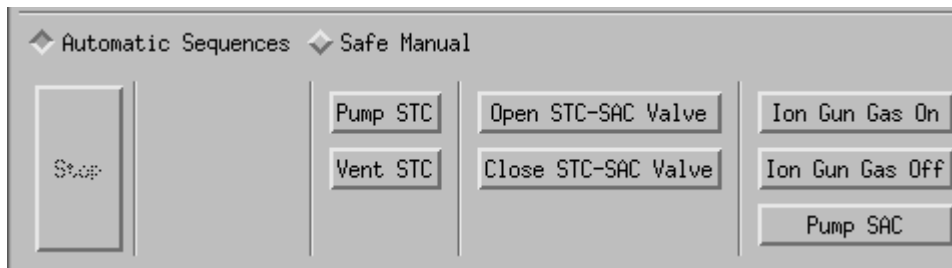 Automatic Sequences Safe Manual
Stop Pump STC Open STC-SAC Valve Ion Gun Gas On
Vent STC Close STC-SAC Valve Ion Gun Gas Off
Pump SAC